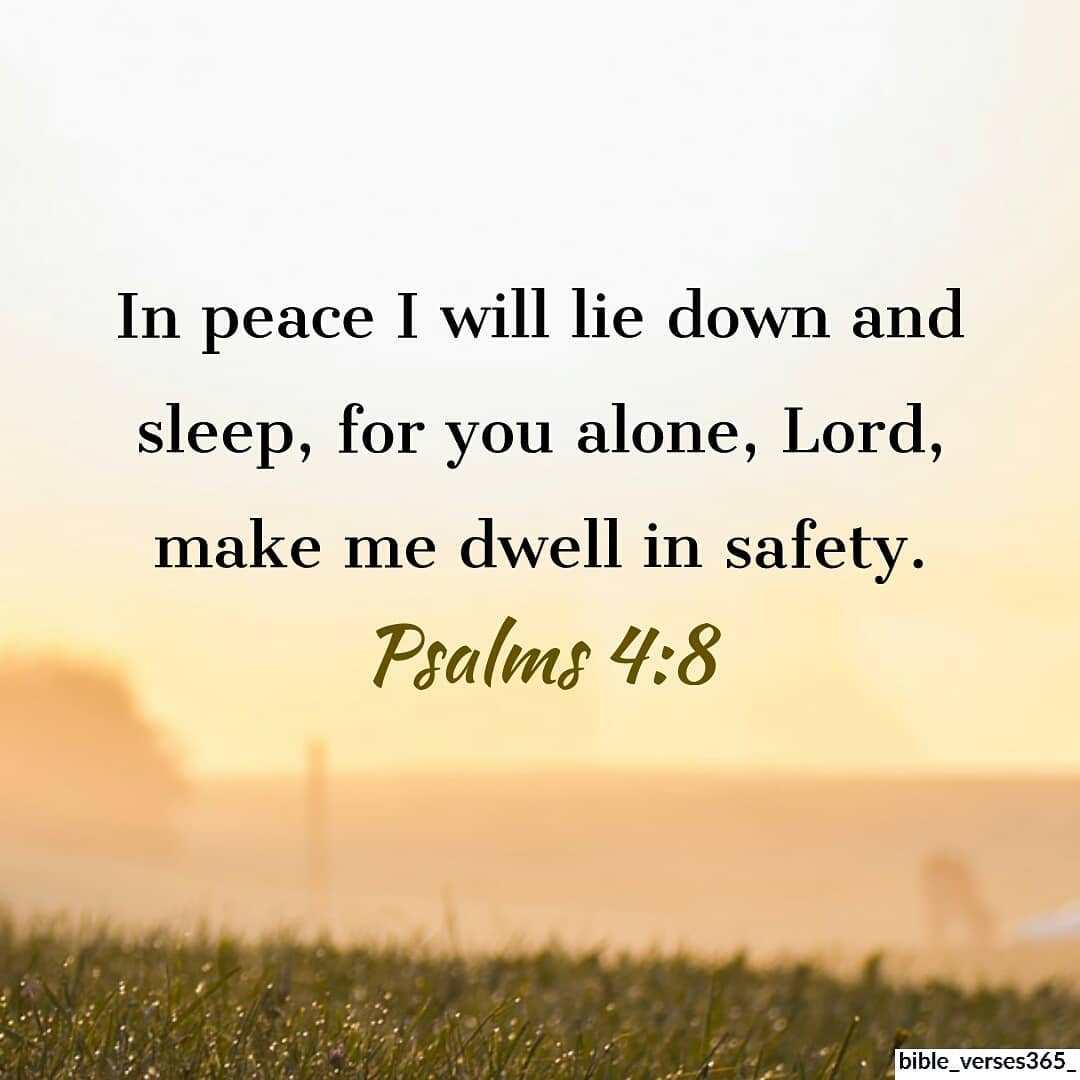 In peace I will lie down and
sleep, for you alone, Lord,
make me dwell in safety.
Psalms 4:8
bible_verses365_